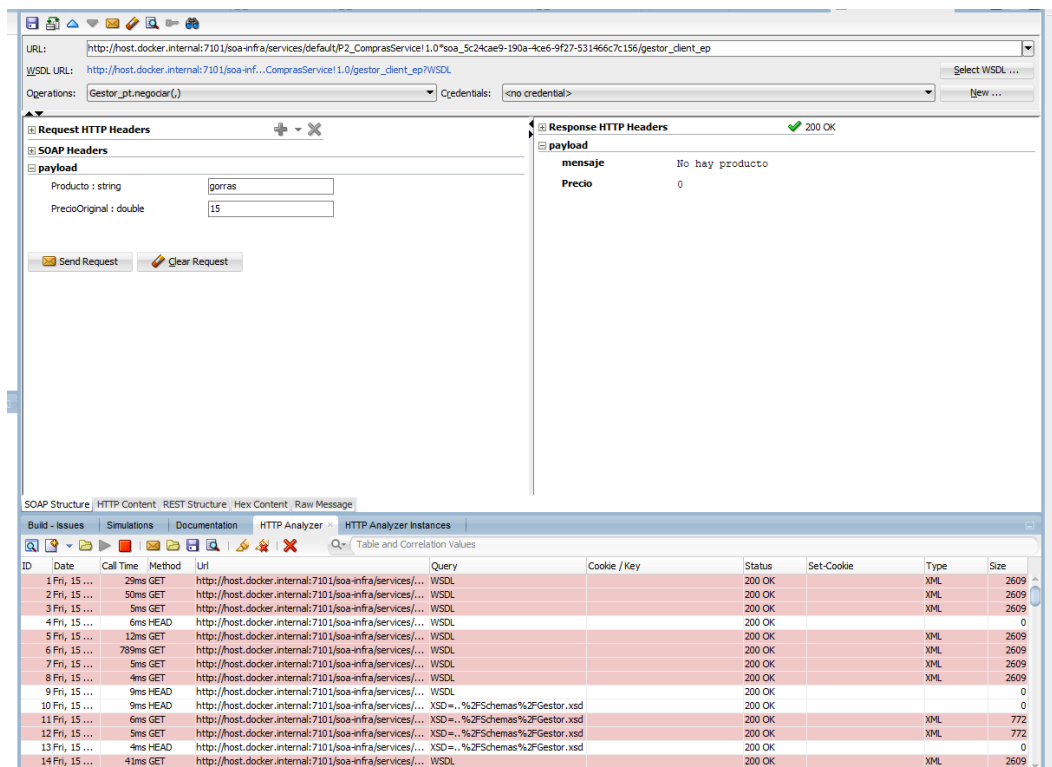 URL: http://host.docker.internal:7101/soa-infra/services/default/P2_ComprasService!1.0*soa_5c24cae9-190a-4ce6-9f27-531466c7c156/gestor_client_ep
WSDL URL: http://host.docker.internal:7101/soa-inf...ComprasService!1.0/gestor_client_ep?WSDL Select WSDL ...
Operations: Gestor_pt.negociar(,) Credentials: <no credential> New ...
Request HTTP Headers
SOAP Headers
payload
Producto : string gorras
PrecioOriginal : double 15
Send Request Clear Request
Response HTTP Headers 200 OK
payload
mensaje No hay producto
Precio 0
SOAP Structure HTTP Content REST Structure Hex Content Raw Message
Build - Issues Simulations Documentation HTTP Analyzer × HTTP Analyzer Instances
Table and Correlation Values
ID Date Call Time Method Url Query Cookie / Key Status Set-Cookie Type Size
1 Fri, 15 ... 29ms GET http://host.docker.internal:7101/soa-infra/services/... WSDL 200 OK XML 2609
2 Fri, 15 ... 50ms GET http://host.docker.internal:7101/soa-infra/services/... WSDL 200 OK XML 2609
3 Fri, 15 ... 5ms GET http://host.docker.internal:7101/soa-infra/services/... WSDL 200 OK XML 2609
4 Fri, 15 ... 6ms HEAD http://host.docker.internal:7101/soa-infra/services/... WSDL 200 OK 0
5 Fri, 15 ... 12ms GET http://host.docker.internal:7101/soa-infra/services/... WSDL 200 OK XML 2609
6 Fri, 15 ... 789ms GET http://host.docker.internal:7101/soa-infra/services/... WSDL 200 OK XML 2609
7 Fri, 15 ... 5ms GET http://host.docker.internal:7101/soa-infra/services/... WSDL 200 OK XML 2609
8 Fri, 15 ... 4ms GET http://host.docker.internal:7101/soa-infra/services/... WSDL 200 OK XML 2609
9 Fri, 15 ... 9ms HEAD http://host.docker.internal:7101/soa-infra/services/... WSDL 200 OK 0
10 Fri, 15 ... 9ms HEAD http://host.docker.internal:7101/soa-infra/services/... XSD=..%2FSchemas%2FGestor.xsd 200 OK 0
11 Fri, 15 ... 6ms GET http://host.docker.internal:7101/soa-infra/services/... XSD=..%2FSchemas%2FGestor.xsd 200 OK XML 772
12 Fri, 15 ... 5ms GET http://host.docker.internal:7101/soa-infra/services/... XSD=..%2FSchemas%2FGestor.xsd 200 OK XML 772
13 Fri, 15 ... 4ms HEAD http://host.docker.internal:7101/soa-infra/services/... XSD=..%2FSchemas%2FGestor.xsd 200 OK 0
14 Fri, 15 ... 41ms GET http://host.docker.internal:7101/soa-infra/services/... WSDL 200 OK XML 2609